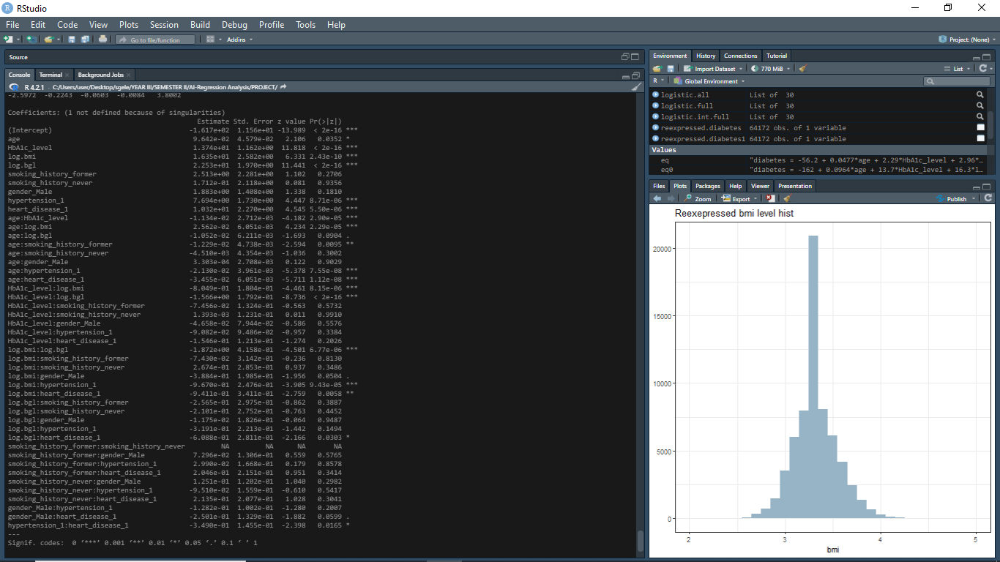 RStudio
File Edit Code View Plots Session Build Debug Profile Tools Help
Go to file/function Addins Project: (None)
Source
Console Terminal Background Jobs
R 4.2.1 · C:/Users/user/Desktop/sgele/YEAR III/SEMESTER II/AI-Regression Analysis/PROJECT/
-2.5972 -0.2243 -0.0603 -0.0084 3.8002
Coefficients: (1 not defined because of singularities)
Estimate Std. Error z value Pr(>|z|)
(Intercept) -1.617e+02 1.156e+01 -13.989 < 2e-16 ***
age 9.642e-02 4.579e-02 2.106 0.0352 *
HbA1c_level 1.374e+01 1.162e+00 11.818 < 2e-16 ***
log.bmi 1.635e+01 2.582e+00 6.331 2.43e-10 ***
log.bgl 2.253e+01 1.970e+00 11.441 < 2e-16 ***
smoking_history_former 2.513e+00 2.281e+00 1.102 0.2706
smoking_history_never 1.712e-01 2.118e+00 0.081 0.9356
gender_Male 1.883e+00 1.408e+00 1.338 0.1810
hypertension_1 7.694e+00 1.730e+00 4.447 8.71e-06 ***
heart_disease_1 1.032e+01 2.270e+00 4.545 5.50e-06 ***
age:HbA1c_level -1.134e-02 2.712e-03 -4.182 2.90e-05 ***
age:log.bmi 2.562e-02 6.051e-03 4.234 2.29e-05 ***
age:log.bgl -1.052e-02 6.211e-03 -1.693 0.0904 .
age:smoking_history_former -1.229e-02 4.738e-03 -2.594 0.0095 **
age:smoking_history_never -4.510e-03 4.354e-03 -1.036 0.3002
age:gender_Male 3.303e-04 2.708e-03 0.122 0.9029
age:hypertension_1 -2.130e-02 3.961e-03 -5.378 7.55e-08 ***
age:heart_disease_1 -3.455e-02 6.051e-03 -5.711 1.12e-08 ***
HbA1c_level:log.bmi -8.049e-01 1.804e-01 -4.461 8.15e-06 ***
HbA1c_level:log.bgl -1.566e+00 1.792e-01 -8.736 < 2e-16 ***
HbA1c_level:smoking_history_former -7.456e-02 1.324e-01 -0.563 0.5732
HbA1c_level:smoking_history_never 1.393e-03 1.231e-01 0.011 0.9910
HbA1c_level:gender_Male -4.658e-02 7.944e-02 -0.586 0.5576
HbA1c_level:hypertension_1 -9.082e-02 9.486e-02 -0.957 0.3384
HbA1c_level:heart_disease_1 -1.546e-01 1.213e-01 -1.274 0.2026
log.bmi:log.bgl -1.872e+00 4.158e-01 -4.501 6.77e-06 ***
log.bmi:smoking_history_former -7.430e-02 3.142e-01 -0.236 0.8130
log.bmi:smoking_history_never 2.674e-01 2.853e-01 0.937 0.3486
log.bmi:gender_Male -3.884e-01 1.985e-01 -1.956 0.0504 .
log.bmi:hypertension_1 -9.670e-01 2.476e-01 -3.905 9.43e-05 ***
log.bmi:heart_disease_1 -9.411e-01 3.411e-01 -2.759 0.0058 **
log.bgl:smoking_history_former -2.565e-01 2.975e-01 -0.862 0.3887
log.bgl:smoking_history_never -2.101e-01 2.752e-01 -0.763 0.4452
log.bgl:gender_Male -1.175e-02 1.826e-01 -0.064 0.9487
log.bgl:hypertension_1 -3.191e-01 2.213e-01 -1.442 0.1494
log.bgl:heart_disease_1 -6.088e-01 2.811e-01 -2.166 0.0303 *
smoking_history_former:smoking_history_never NA NA NA NA
smoking_history_former:gender_Male 7.296e-02 1.306e-01 0.559 0.5765
smoking_history_former:hypertension_1 2.990e-02 1.668e-01 0.179 0.8578
smoking_history_former:heart_disease_1 2.046e-01 2.151e-01 0.951 0.3414
smoking_history_never:gender_Male 1.251e-01 1.202e-01 1.040 0.2982
smoking_history_never:hypertension_1 -9.510e-02 1.559e-01 -0.610 0.5417
smoking_history_never:heart_disease_1 2.135e-01 2.077e-01 1.028 0.3041
gender_Male:hypertension_1 -1.282e-01 1.002e-01 -1.280 0.2007
gender_Male:heart_disease_1 -2.501e-01 1.329e-01 -1.882 0.0599 .
hypertension_1:heart_disease_1 -3.490e-01 1.455e-01 -2.398 0.0165 *
---
Signif. codes: 0 ‘***’ 0.001 ‘**’ 0.01 ‘*’ 0.05 ‘.’ 0.1 ‘ ’ 1
Environment History Connections Tutorial
Import Dataset 770 MiB List
R Global Environment
logistic.all List of 30
logistic.full List of 30
logistic.int.full List of 30
reexpressed.diabetes 64172 obs. of 1 variable
reexpressed.diabetes1 64172 obs. of 1 variable
Values
eq "diabetes = -56.2 + 0.0477*age + 2.29*HbA1c_level + 2.96*…
eq0 "diabetes = -162 + 0.0964*age + 13.7*HbA1c_level + 16.3*l…
Files Plots Packages Help Viewer Presentation
Zoom Export Publish
Reexepressed bmi level hist
20000
15000
10000
5000
0
2 3 4 5
bmi